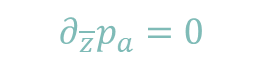 ∂_z̅ p_a = 0